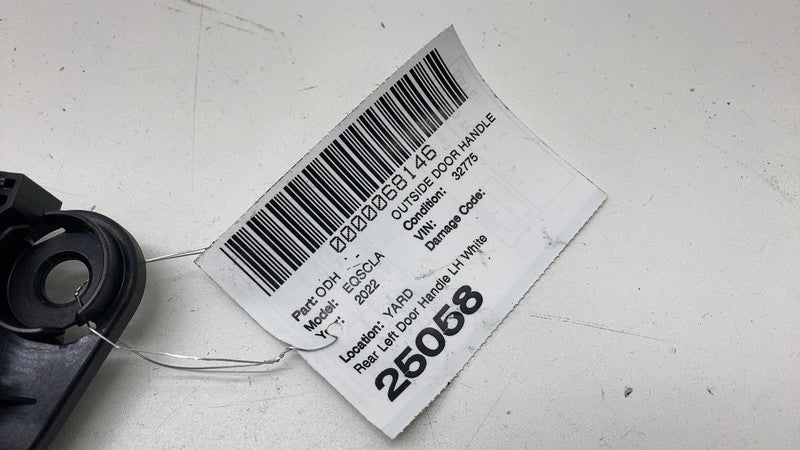 0000068146
Part: ODH - - OUTSIDE DOOR HANDLE
Model: EQSCLA Condition: 32775
2022 VIN:
Damage Code:
Location: YARD
Rear Left Door Handle LH White
25058